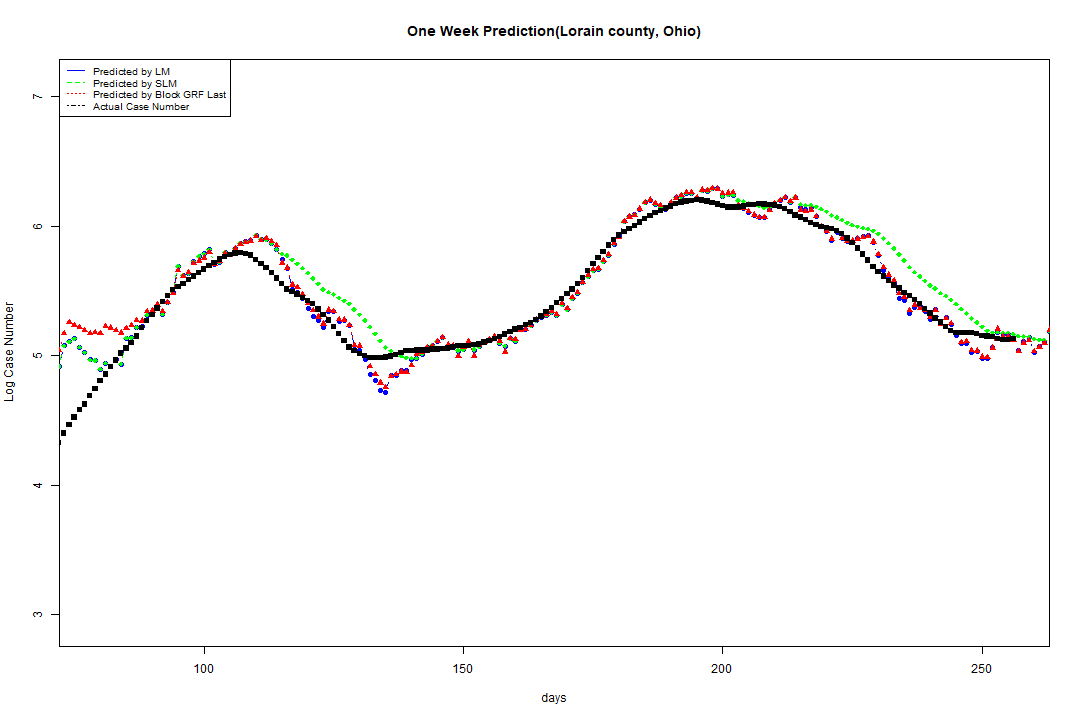 One Week Prediction(Lorain county, Ohio)
Predicted by LM
Predicted by SLM
Predicted by Block GRF Last
Actual Case Number
Log Case Number
7
6
5
4
3
100 150 200 250
days